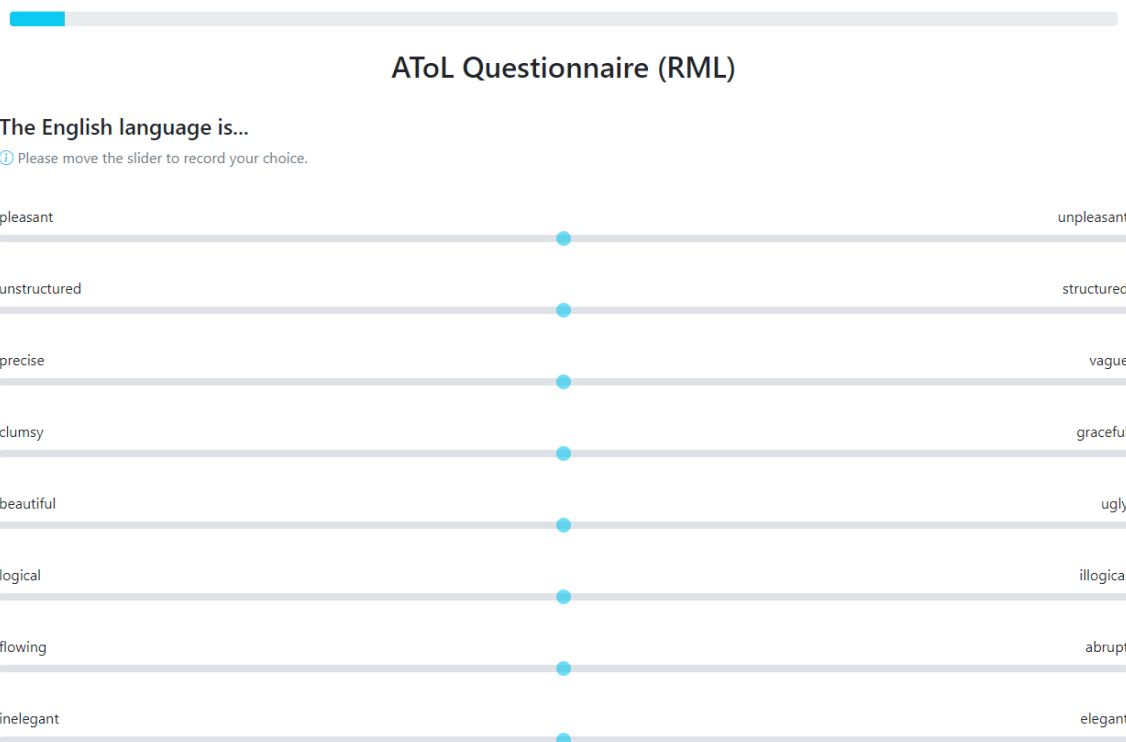 AToL Questionnaire (RML)
The English language is...
Please move the slider to record your choice.
pleasant unpleasant
unstructured structured
precise vague
clumsy graceful
beautiful ugly
logical illogical
flowing abrupt
inelegant elegant